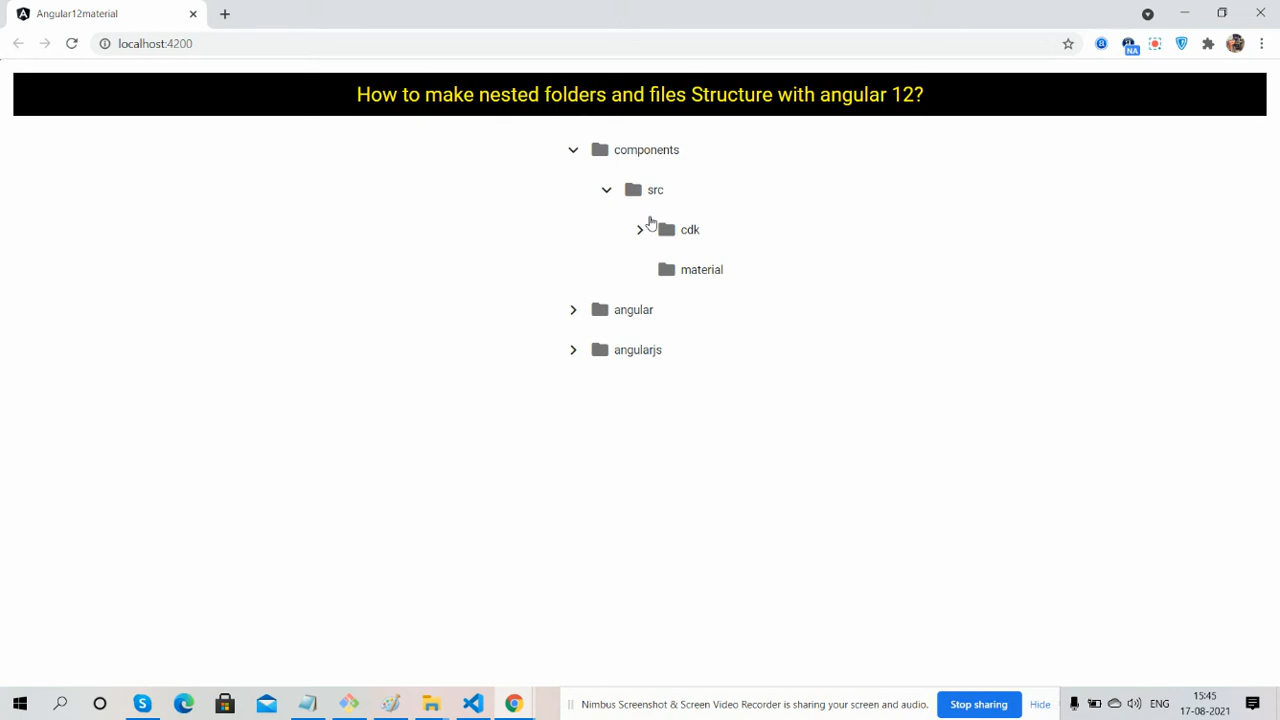 Angular12material
localhost:4200
NA
How to make nested folders and files Structure with angular 12?
components
src
cdk
material
angular
angularjs
Nimbus Screenshot & Screen Video Recorder is sharing your screen and audio.
Stop sharing
Hide
ENG
15:45
17-08-2021